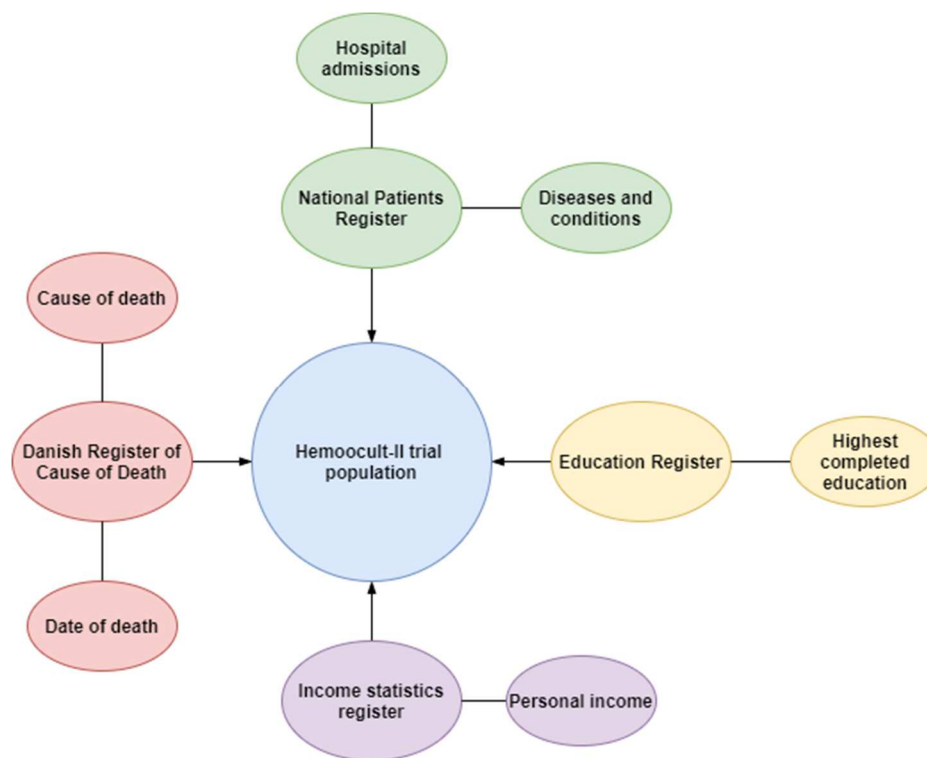 Hospital
admissions
National Patients
Register
Diseases and
conditions
Cause of death
Danish Register of
Cause of Death
Hemoocult-II trial
population
Education Register
Highest
completed
education
Date of death
Income statistics
register
Personal income